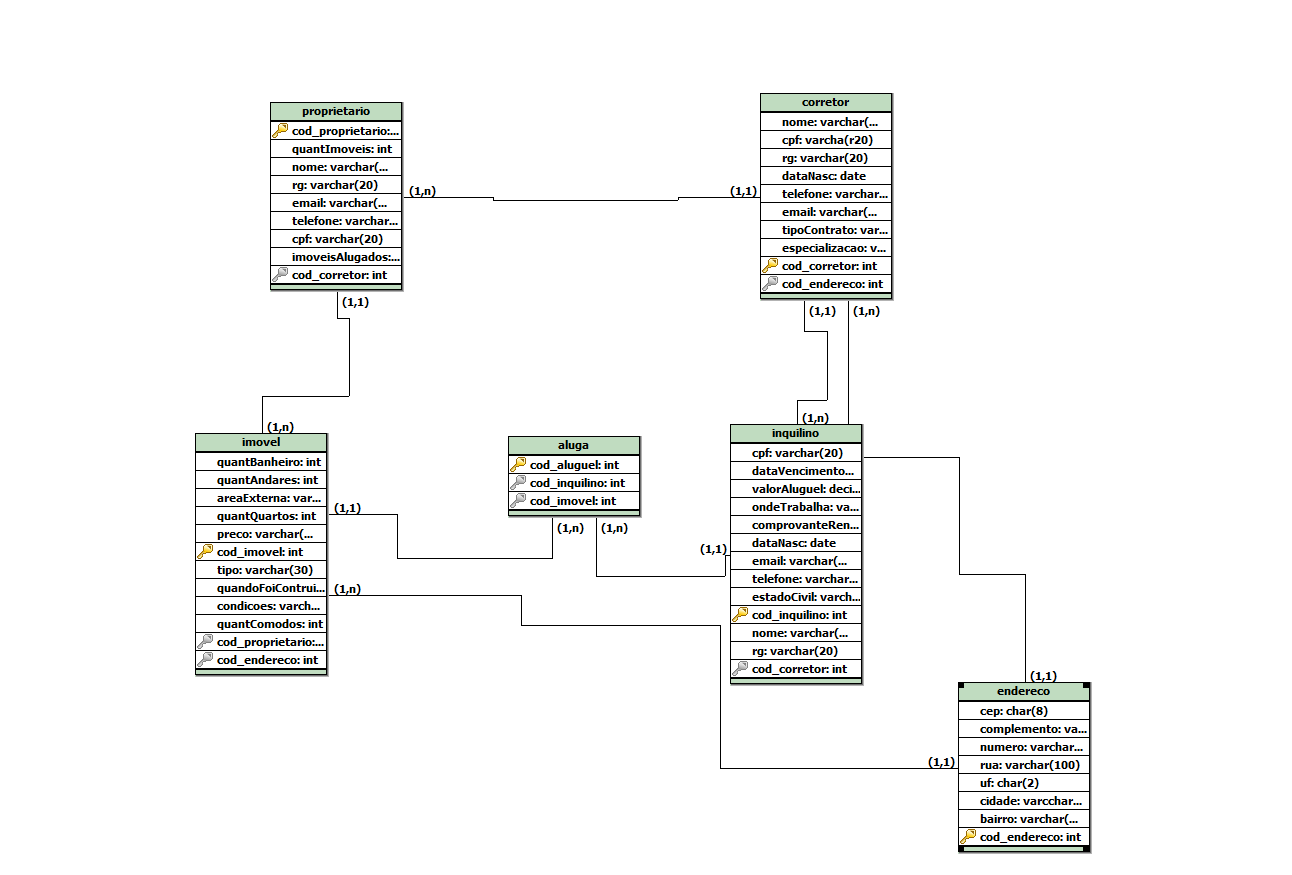 proprietario
cod_proprietario:...
quantImoveis: int
nome: varchar(...
rg: varchar(20)
email: varchar(...
telefone: varchar...
cpf: varchar(20)
imoveisAlugados:...
cod_corretor: int
(1,n)
(1,1)
corretor
nome: varchar(...
cpf: varcha(r20)
rg: varchar(20)
dataNasc: date
telefone: varchar...
email: varchar(...
tipoContrato: var...
especializacao: v...
cod_corretor: int
cod_endereco: int
(1,1)
(1,1)
(1,n)
(1,n)
(1,n)
imovel
quantBanheiro: int
quantAndares: int
areaExterna: var...
quantQuartos: int
preco: varchar(...
cod_imovel: int
tipo: varchar(30)
quandoFoiContrui...
condicoes: varch...
quantComodos: int
cod_proprietario:...
cod_endereco: int
(1,1)
(1,n)
aluga
cod_aluguel: int
cod_inquilino: int
cod_imovel: int
(1,n)
(1,n)
(1,1)
inquilino
cpf: varchar(20)
dataVencimento...
valorAluguel: deci...
ondeTrabalha: va...
comprovanteRen...
dataNasc: date
email: varchar(...
telefone: varchar...
estadoCivil: varch...
cod_inquilino: int
nome: varchar(...
rg: varchar(20)
cod_corretor: int
(1,1)
(1,1)
endereco
cep: char(8)
complemento: va...
numero: varchar...
rua: varchar(100)
uf: char(2)
cidade: varcchar...
bairro: varchar(...
cod_endereco: int